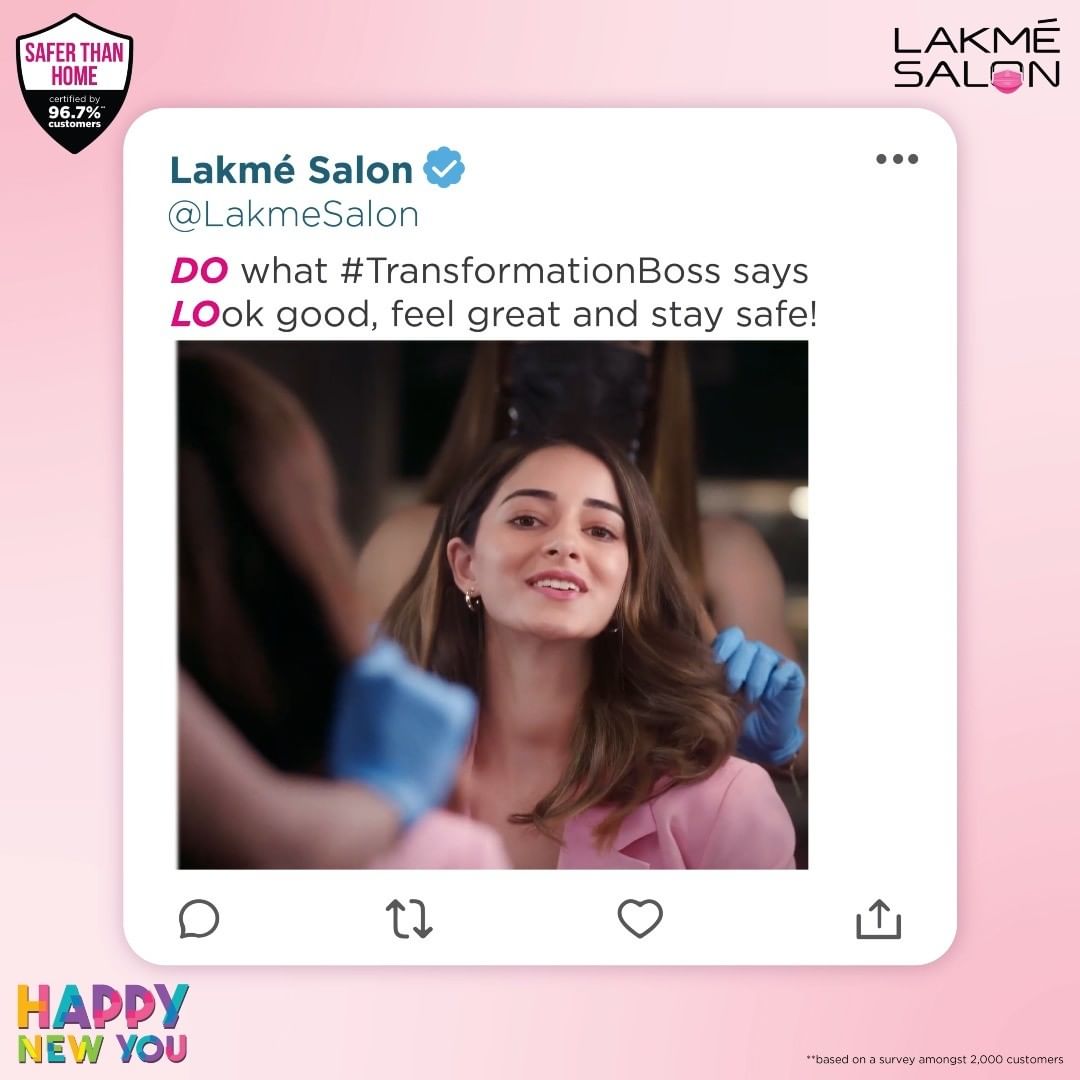 SAFER THAN
HOME
certified by
96.7%**
customers
LAKMÉ
SALON
Lakmé Salon
@LakmeSalon
DO what #TransformationBoss says
LOok good, feel great and stay safe!
HAPPY
NEW YOU
**based on a survey amongst 2,000 customers